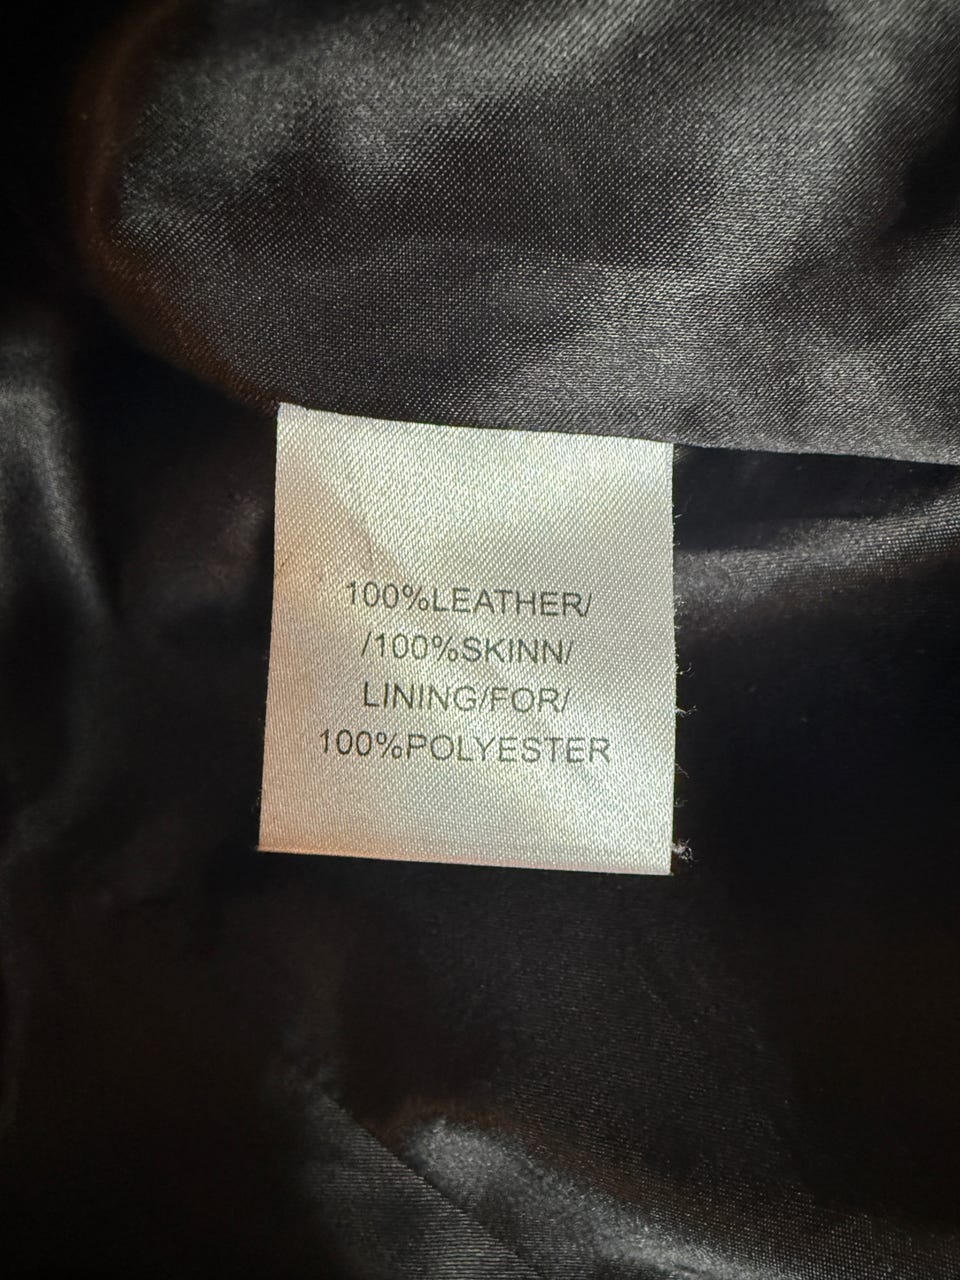 100%LEATHER/
/100%SKINN/
LINING/FOR/
100%POLYESTER